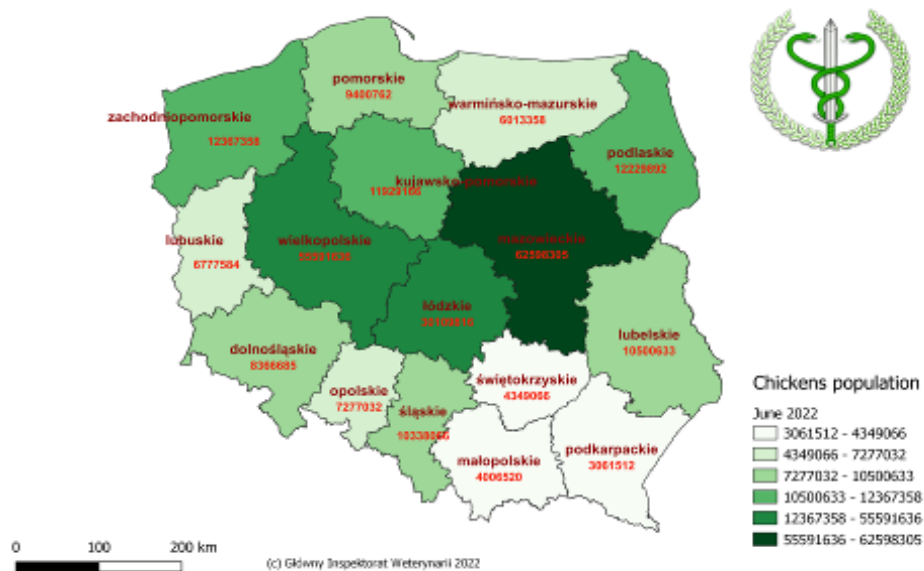 pomorskie
9400762
warmińsko-mazurskie
6013358
zachodniopomorskie
12367358
podlaskie
12229892
kujawsko-pomorskie
11929166
mazowieckie
62598305
lubuskie
6777584
wielkopolskie
łódzkie
lubelskie
10500633
dolnośląskie
8366685
opolskie
7277032
śląskie
10338066
świętokrzyskie
4349066
małopolskie
4006520
podkarpackie
3061512
Chickens population
June 2022
3061512 - 4349066
4349066 - 7277032
7277032 - 10500633
10500633 - 12367358
12367358 - 55591636
55591636 - 62598305
0 100 200 km
(c) Główny Inspektorat Weterynarii 2022